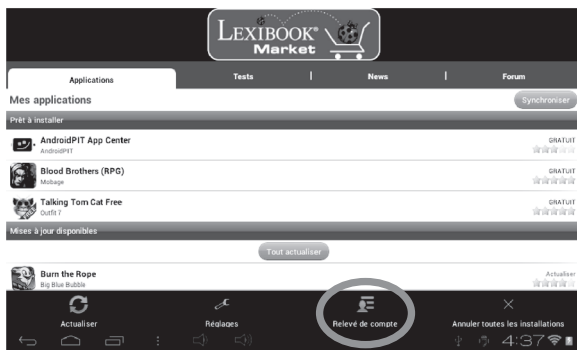 LEXIBOOK®
Market
Applications Tests | News | Forum
Mes applications Synchroniser
Prêt à installer
AndroidPIT App Center GRATUIT
AndroidPIT
Blood Brothers (RPG) GRATUIT
Mobage
Talking Tom Cat Free GRATUIT
Outfit 7
Mises à jour disponibles
Tout actualiser
Burn the Rope Actualiser
Big Blue Bubble
Actualiser Réglages Relevé de compte Annuler toutes les installations
4:37